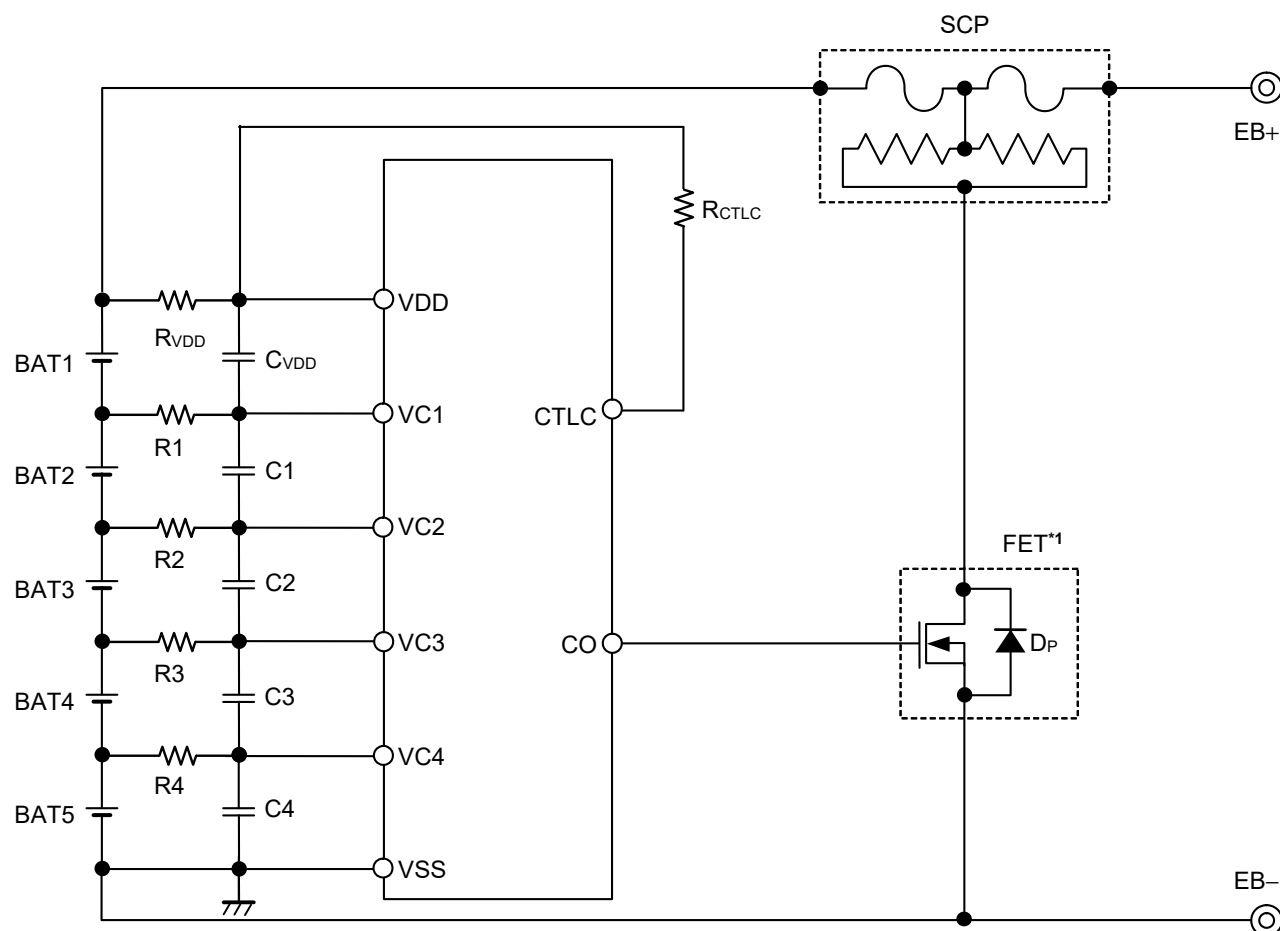 SCP
EB+
RCTLC
VDD
RVDD
BAT1
CVDD
VC1
CTLC
R1
BAT2
C1
VC2
R2
FET*1
BAT3
C2
VC3
CO
DP
R3
BAT4
C3
VC4
R4
BAT5
C4
VSS
EB−